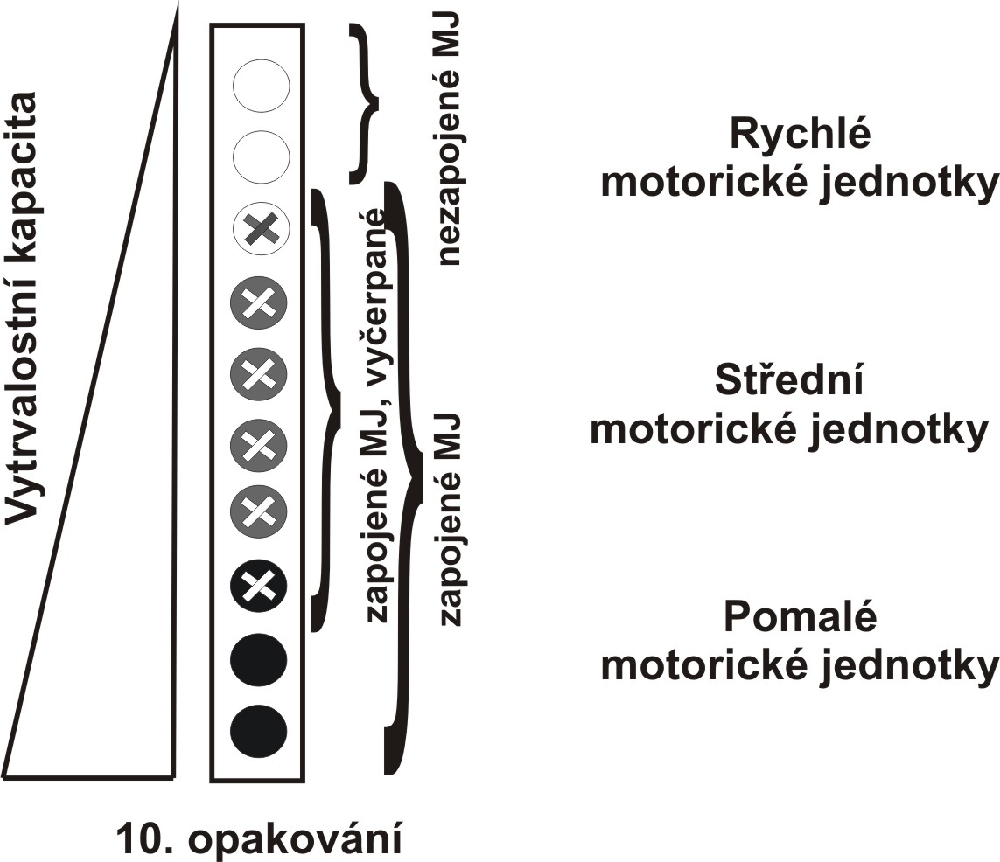 Vytrvalostní kapacita
nezapojené MJ
zapojené MJ, vyčerpané
zapojené MJ
Rychlé
motorické jednotky
Střední
motorické jednotky
Pomalé
motorické jednotky
10. opakování